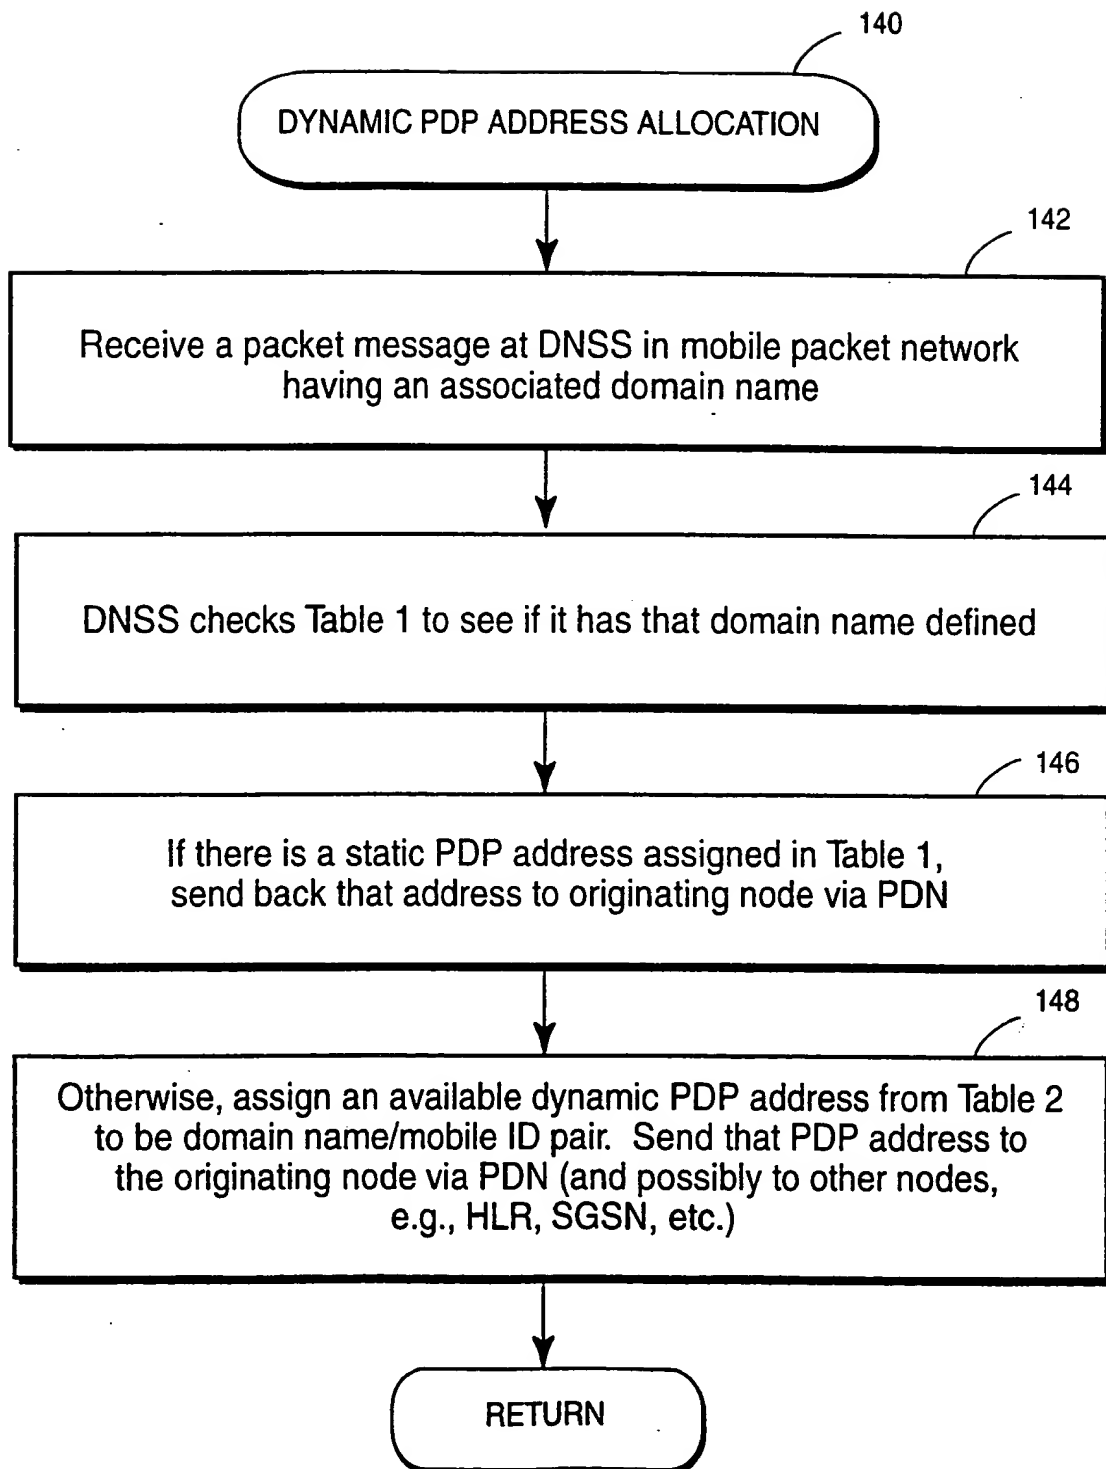 140
DYNAMIC PDP ADDRESS ALLOCATION
142
Receive a packet message at DNSS in mobile packet network
having an associated domain name
144
DNSS checks Table 1 to see if it has that domain name defined
146
If there is a static PDP address assigned in Table 1,
send back that address to originating node via PDN
148
Otherwise, assign an available dynamic PDP address from Table 2
to be domain name/mobile ID pair. Send that PDP address to
the originating node via PDN (and possibly to other nodes,
e.g., HLR, SGSN, etc.)
RETURN